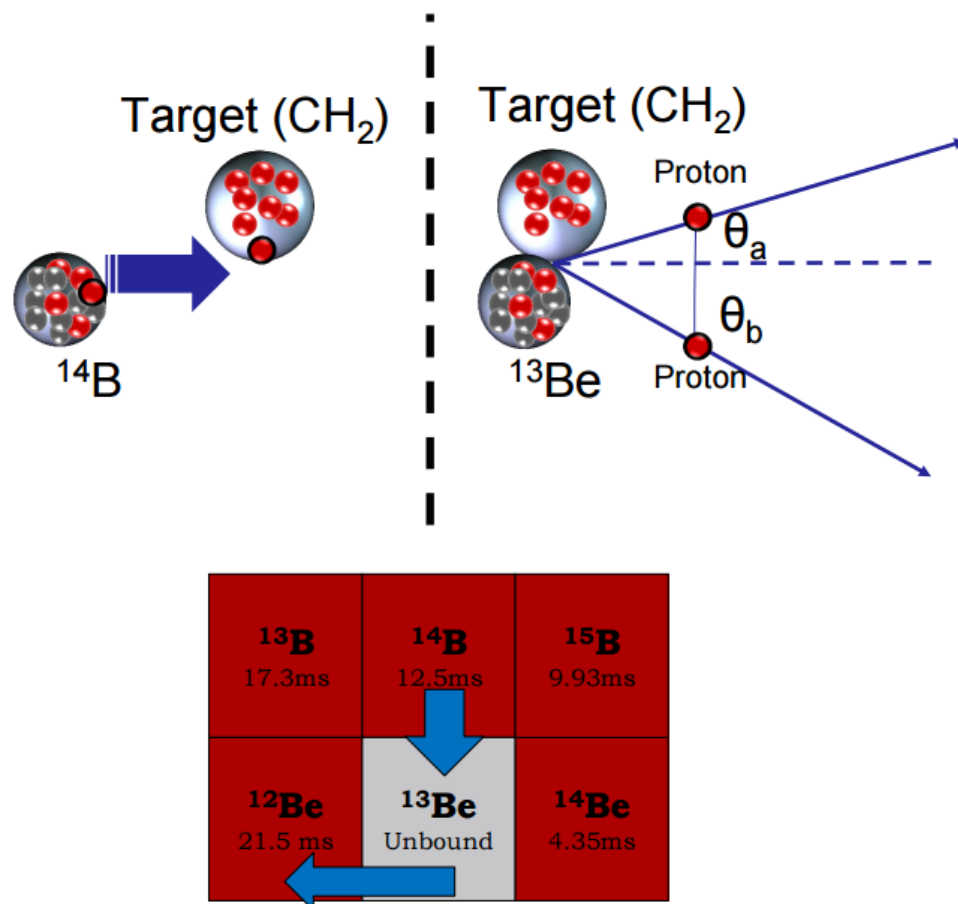 Target (CH₂)
¹⁴B
Target (CH₂)
Proton
θₐ
θ_b
Proton
¹³Be
¹³B
17.3ms
¹⁴B
12.5ms
¹⁵B
9.93ms
¹²Be
21.5 ms
¹³Be
Unbound
¹⁴Be
4.35ms